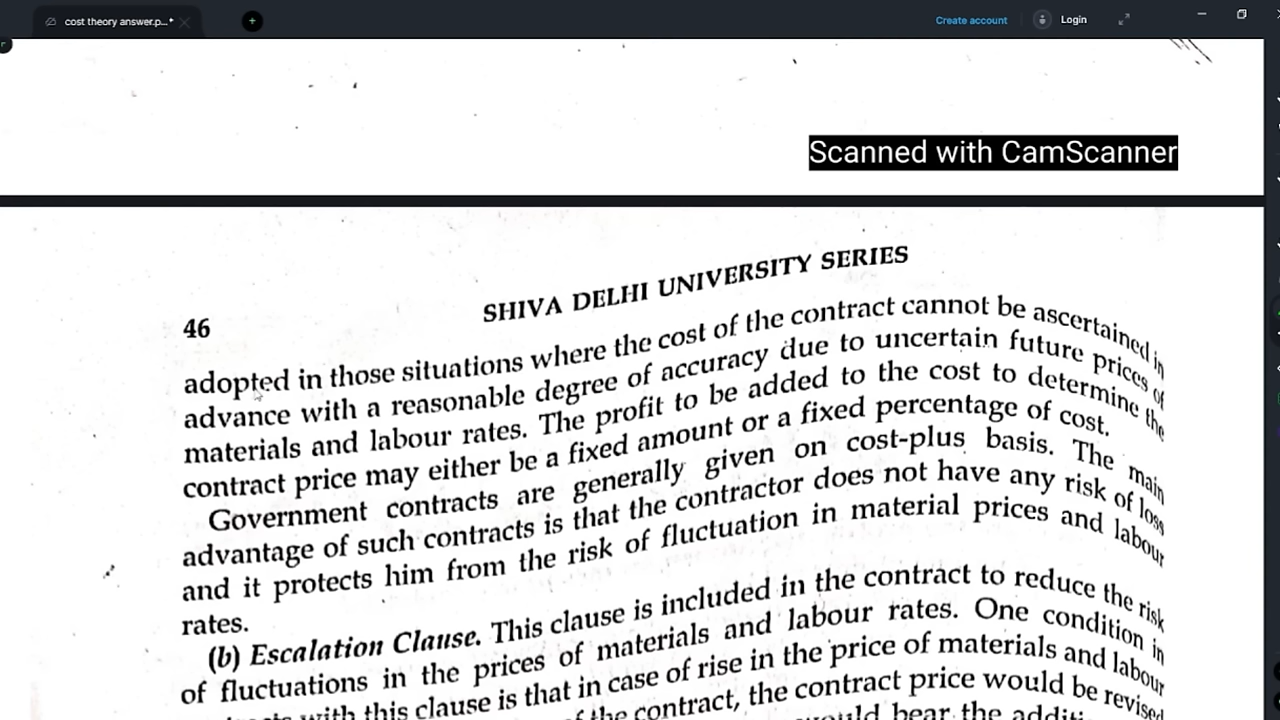 cost theory answer.p...*
Create account
Login
Scanned with CamScanner
SHIVA DELHI UNIVERSITY SERIES
46
adopted in those situations where the cost of the contract cannot be ascertained in
advance with a reasonable degree of accuracy due to uncertain future prices of
materials and labour rates. The profit to be added to the cost to determine the
contract price may either be a fixed amount or a fixed percentage of cost.
Government contracts are generally given on cost-plus basis. The main
advantage of such contracts is that the contractor does not have any risk of loss
and it protects him from the risk of fluctuation in material prices and labour
rates.
(b) Escalation Clause. This clause is included in the contract to reduce the risk
of fluctuations in the prices of materials and labour rates. One condition in
with this clause is that in case of rise in the price of materials and labour
of the contract, the contract price would be revised
would bear the